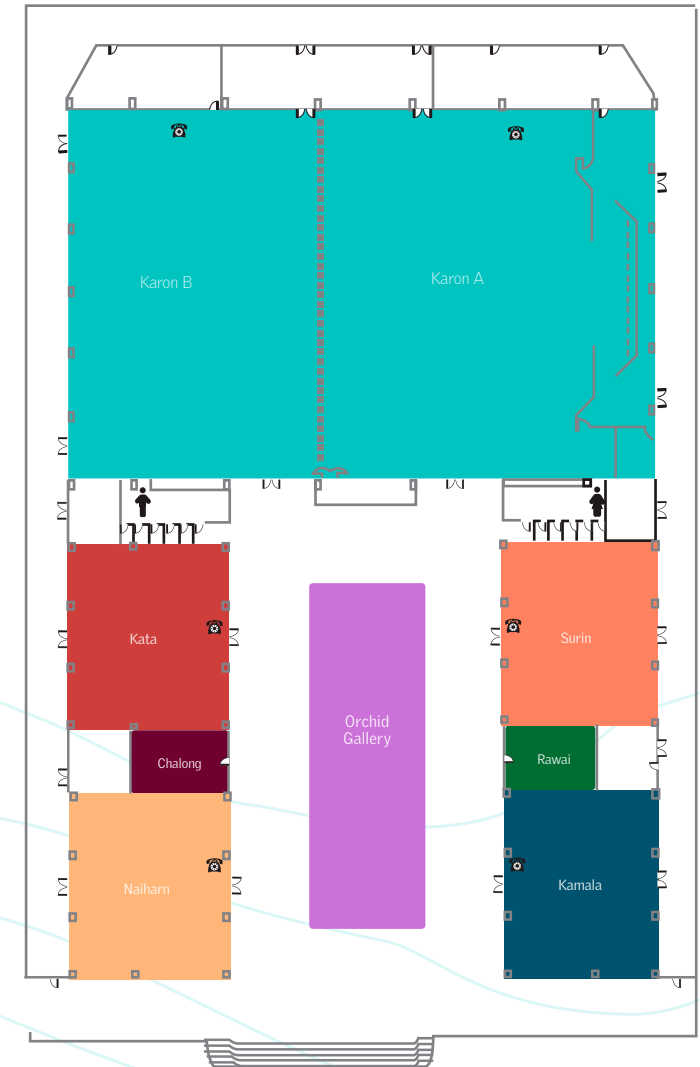 Karon B
Karon A
Kata
Surin
Orchid
Gallery
Chalong
Rawai
Naiharn
Kamala